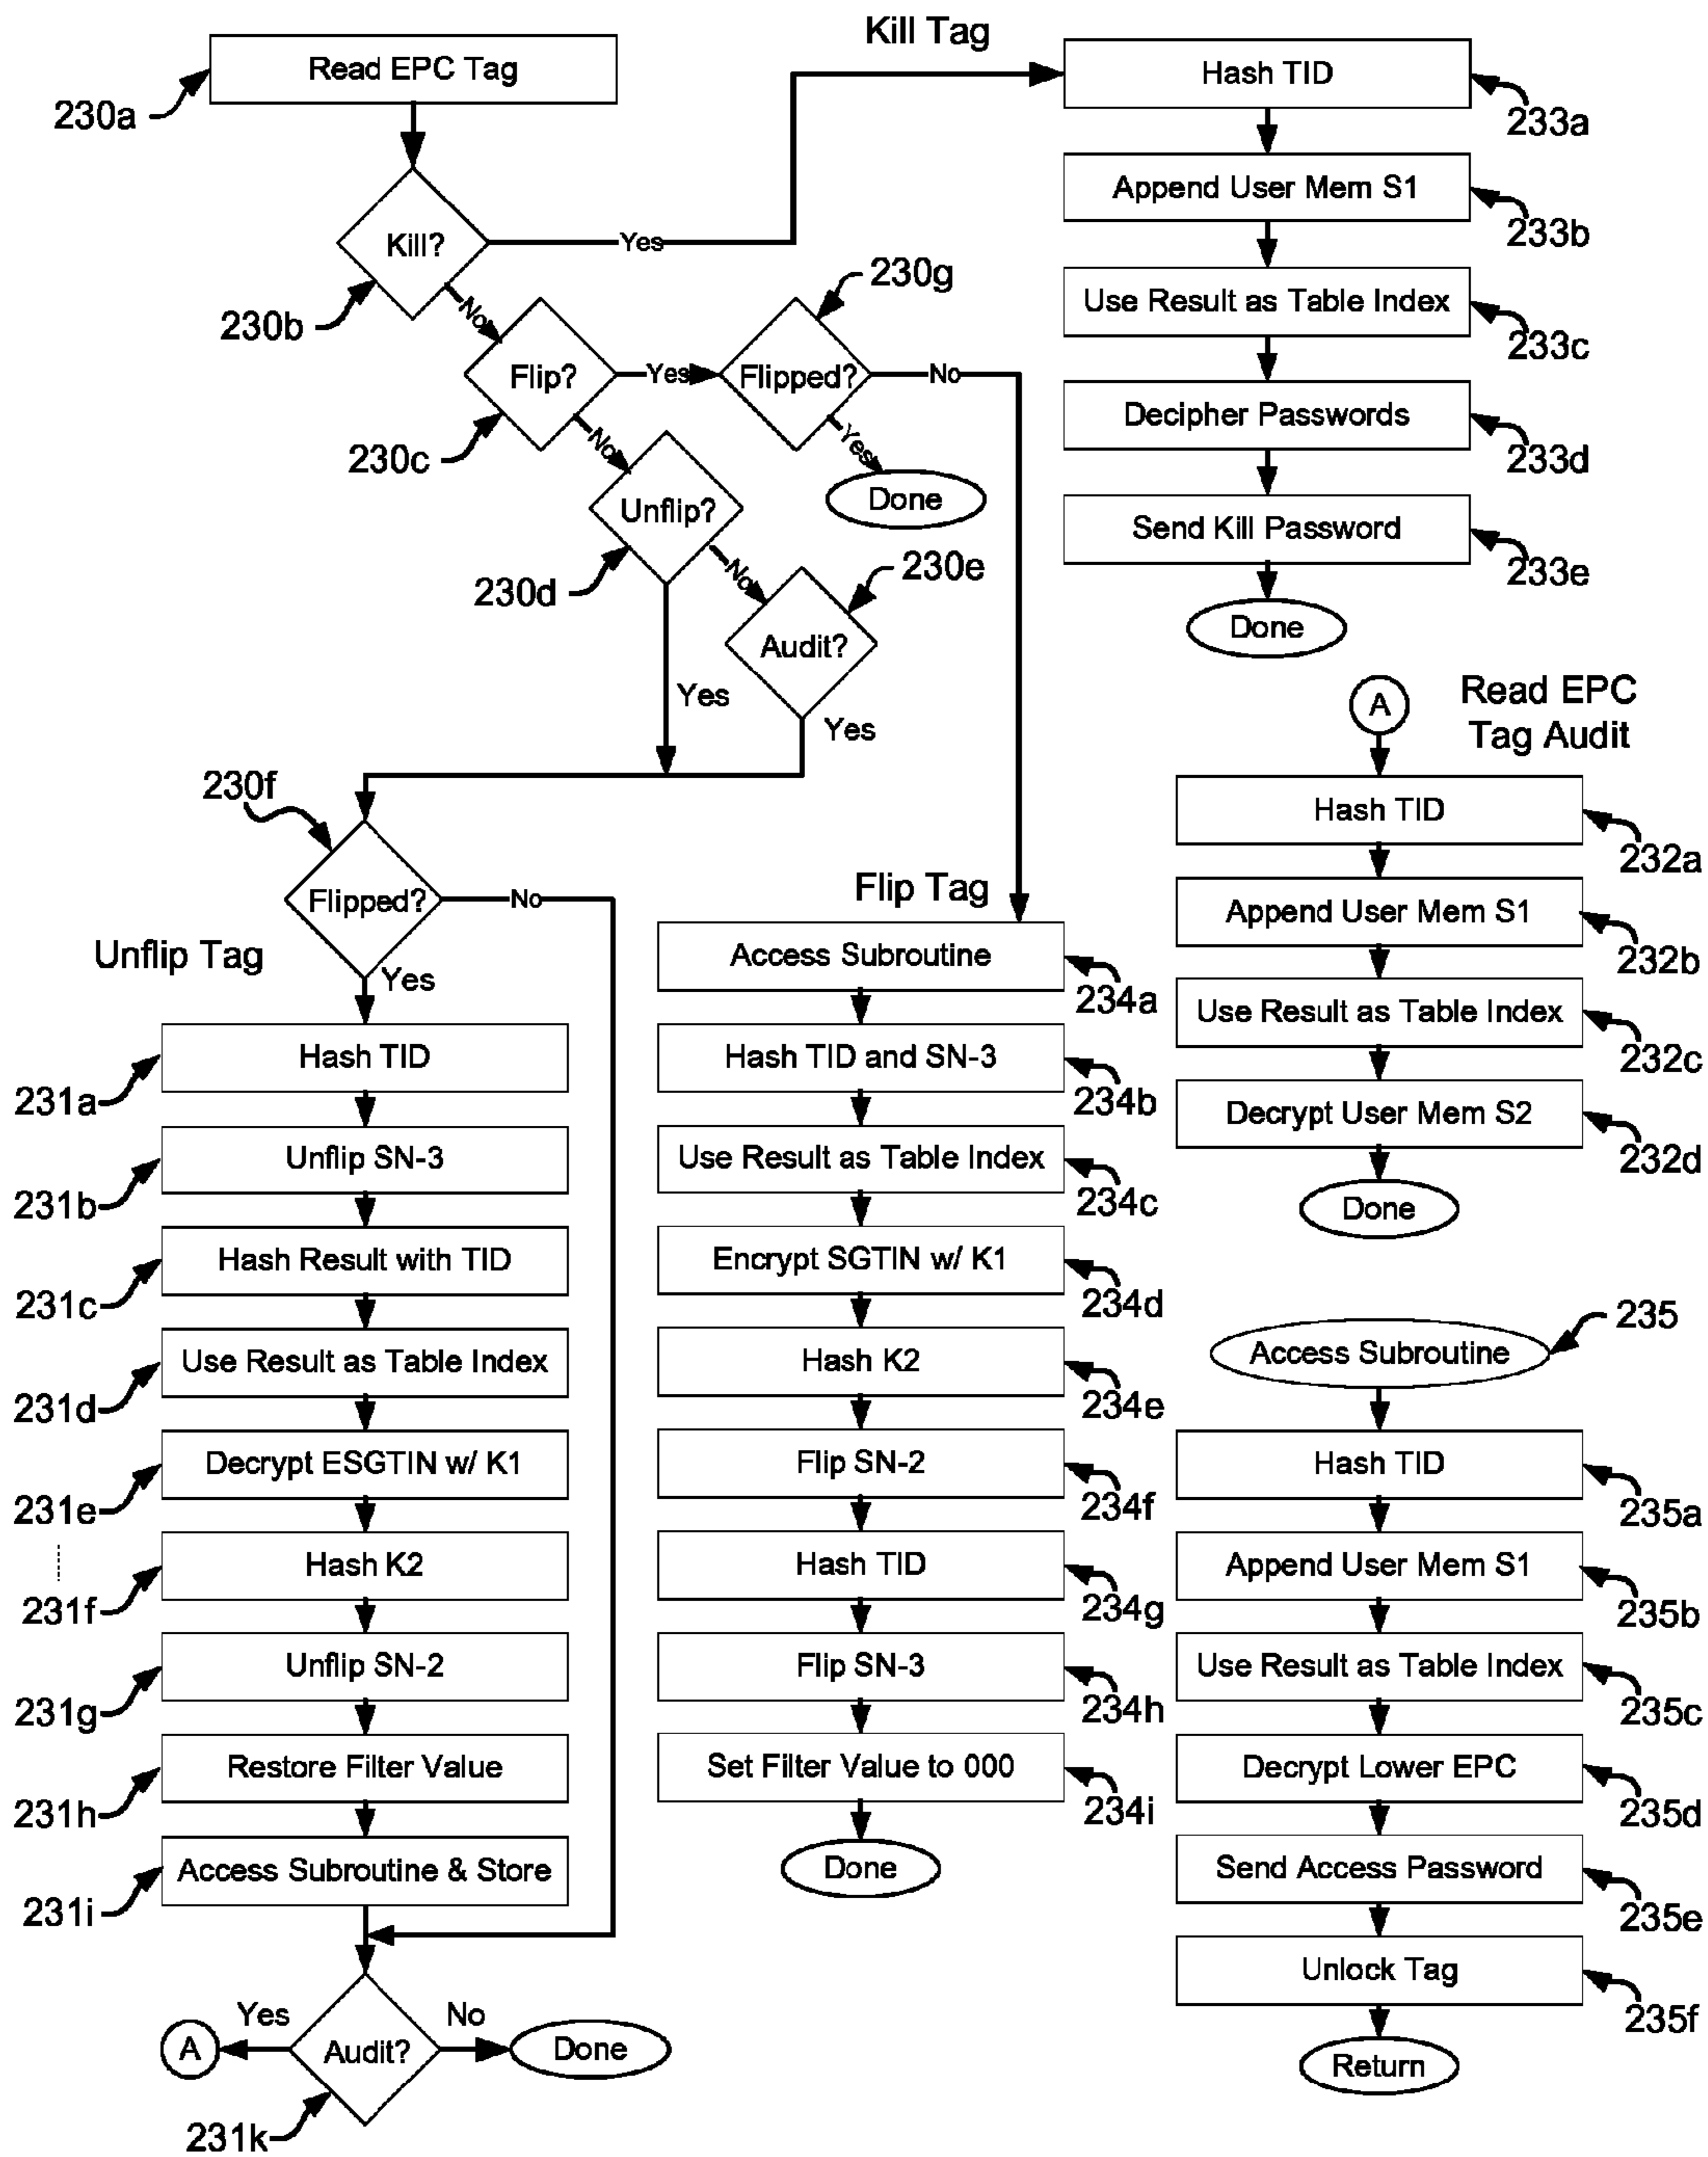 Kill Tag
Read EPC Tag
230a
Kill?
Yes
230b
No
Flip?
Yes
230c
No
230g
Flipped?
No
Yes
Done
Unflip?
230d
No
Yes
230e
Audit?
Yes
Hash TID
233a
Append User Mem S1
233b
Use Result as Table Index
233c
Decipher Passwords
233d
Send Kill Password
233e
Done
A
Read EPC
Tag Audit
Hash TID
232a
Append User Mem S1
232b
Use Result as Table Index
232c
Decrypt User Mem S2
232d
Done
230f
Flipped?
No
Yes
Unflip Tag
Hash TID
231a
Unflip SN-3
231b
Hash Result with TID
231c
Use Result as Table Index
231d
Decrypt ESGTIN w/ K1
231e
Hash K2
231f
Unflip SN-2
231g
Restore Filter Value
231h
Access Subroutine & Store
231i
Audit?
Yes
A
No
Done
231k
Flip Tag
Access Subroutine
234a
Hash TID and SN-3
234b
Use Result as Table Index
234c
Encrypt SGTIN w/ K1
234d
Hash K2
234e
Flip SN-2
234f
Hash TID
234g
Flip SN-3
234h
Set Filter Value to 000
234i
Done
Access Subroutine
235
Hash TID
235a
Append User Mem S1
235b
Use Result as Table Index
235c
Decrypt Lower EPC
235d
Send Access Password
235e
Unlock Tag
235f
Return